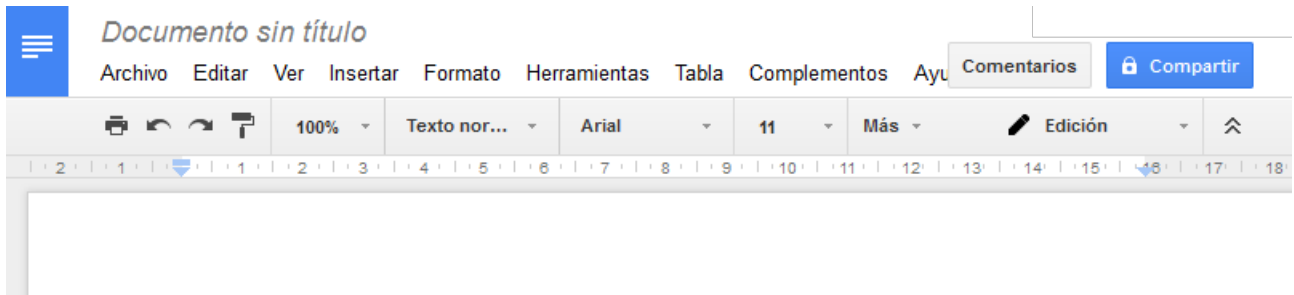 Documento sin título
Archivo Editar Ver Insertar Formato Herramientas Tabla Complementos Ayu Comentarios Compartir
100% Texto nor... Arial 11 Más Edición
2 1 1 2 3 4 5 6 7 8 9 10 11 12 13 14 15 16 17 18